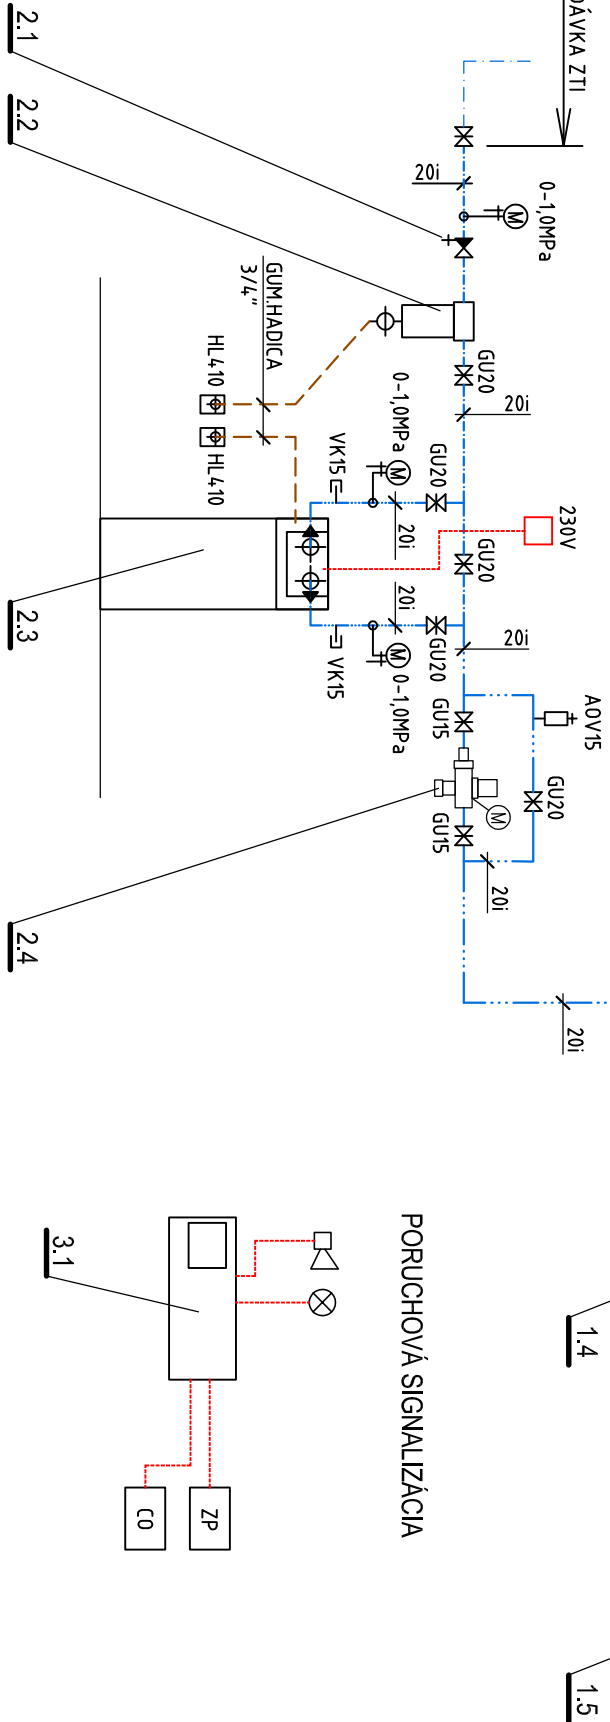 2.1
2.2
DÁVKA ZTI
20i
0-1,0MPa
M
GUM.HADICA
3/4"
HL410
HL410
GU20
20i
0-1,0MPa
M
VK15
GU20
20i
230V
GU20
2.3
20i
GU20
20i
VK15
M
0-1,0MPa
AOV15
GU15
GU20
M
GU15
20i
2.4
20i
PORUCHOVÁ SIGNALIZÁCIA
3.1
1.4
CO
ZP
1.5